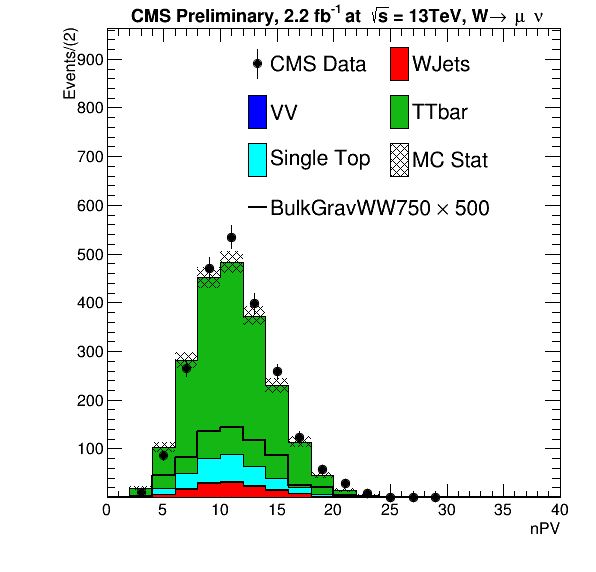 CMS Preliminary, 2.2 fb⁻¹ at √s = 13TeV, W→ μ ν
Events/(2)
CMS Data
WJets
VV
TTbar
Single Top
MC Stat
BulkGravWW750 × 500
900
800
700
600
500
400
300
200
100
0 5 10 15 20 25 30 35 40
nPV